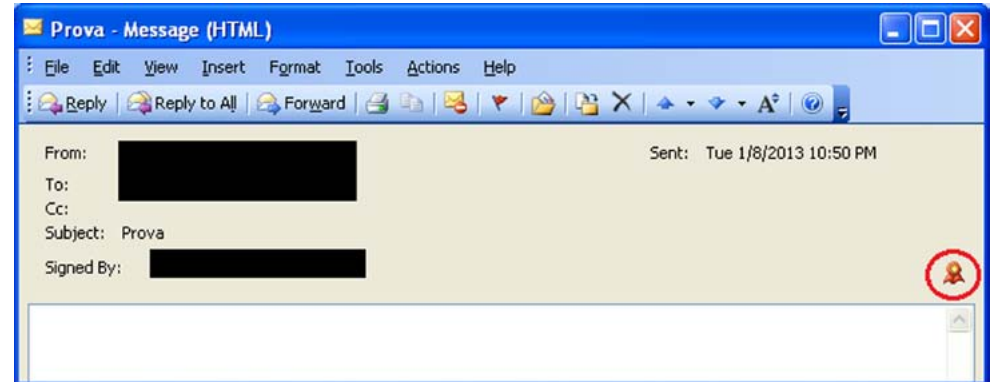 Prova - Message (HTML)
File Edit View Insert Format Tools Actions Help
Reply Reply to All Forward A
From: Sent: Tue 1/8/2013 10:50 PM
To:
Cc:
Subject: Prova
Signed By: